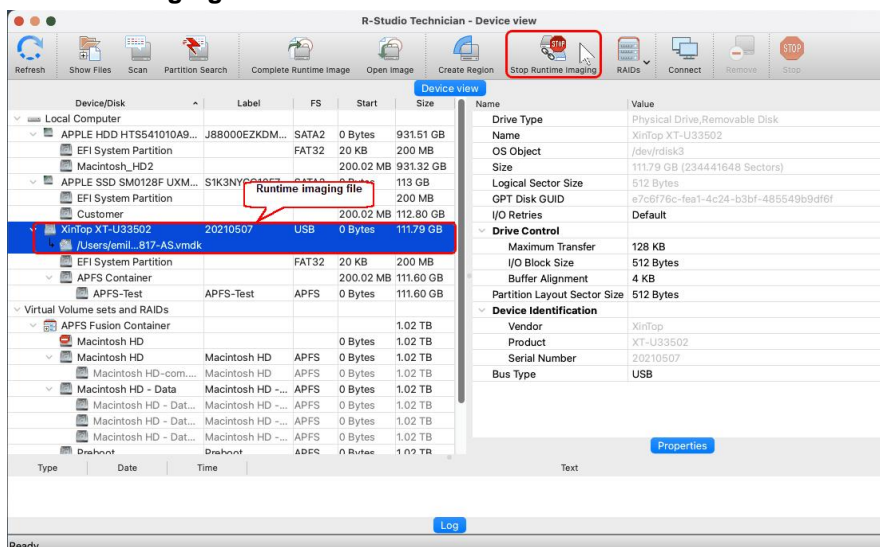 R-Studio Technician - Device view
Refresh Show Files Scan Partition Search Complete Runtime Image Open Image Create Region Stop Runtime Imaging RAIDs Connect Remove Stop
Device view
Device/Disk Label FS Start Size
Local Computer
APPLE HDD HTS541010A9... J88000EZKDM... SATA2 0 Bytes 931.51 GB
EFI System Partition FAT32 20 KB 200 MB
Macintosh_HD2 200.02 MB 931.32 GB
APPLE SSD SM0128F UXM... 113 GB
Runtime imaging file
EFI System Partition 200 MB
Customer 200.02 MB 112.80 GB
XinTop XT-U33502 20210507 USB 0 Bytes 111.79 GB
/Users/emil...817-AS.vmdk
EFI System Partition FAT32 20 KB 200 MB
APFS Container 200.02 MB 111.60 GB
APFS-Test APFS-Test APFS 0 Bytes 111.60 GB
Virtual Volume sets and RAIDs
APFS Fusion Container 1.02 TB
Macintosh HD 0 Bytes 1.02 TB
Macintosh HD Macintosh HD APFS 0 Bytes 1.02 TB
Macintosh HD-com.... Macintosh HD -... APFS 0 Bytes 1.02 TB
Macintosh HD - Data Macintosh HD -... APFS 0 Bytes 1.02 TB
Macintosh HD - Dat... Macintosh HD -... APFS 0 Bytes 1.02 TB
Macintosh HD - Dat... Macintosh HD -... APFS 0 Bytes 1.02 TB
Macintosh HD - Dat... Macintosh HD -... APFS 0 Bytes 1.02 TB
Preboot Preboot APFS 0 Bytes 1.02 TB
Name Value
Drive Type Physical Drive,Removable Disk
Name XinTop XT-U33502
OS Object /dev/rdisk3
Size 111.79 GB (234441648 Sectors)
Logical Sector Size 512 Bytes
GPT Disk GUID e7c6f76c-fea1-4c24-b3bf-485549b9df6f
I/O Retries Default
Drive Control
Maximum Transfer 128 KB
I/O Block Size 512 Bytes
Buffer Alignment 4 KB
Partition Layout Sector Size 512 Bytes
Device Identification
Vendor XinTop
Product XT-U33502
Serial Number 20210507
Bus Type USB
Properties
Type Date Time Text
Log
Ready